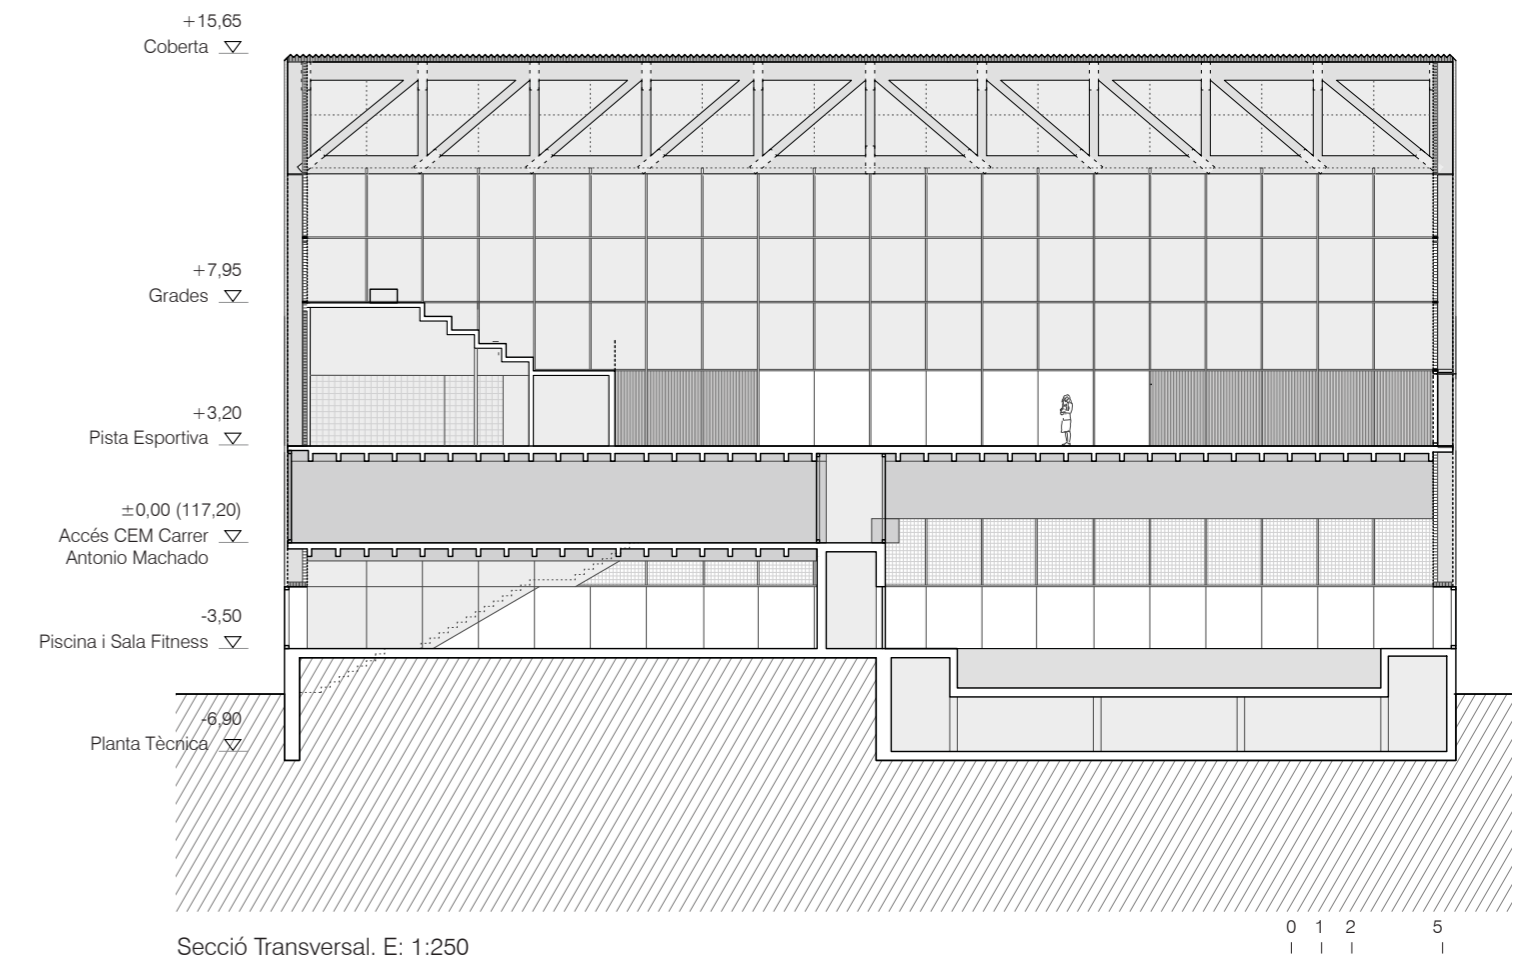 +15,65
Coberta
+7,95
Grades
+3,20
Pista Esportiva
±0,00 (117,20)
Accés CEM Carrer
Antonio Machado
-3,50
Piscina i Sala Fitness
-6,90
Planta Tècnica
Secció Transversal. E: 1:250
0 1 2 5